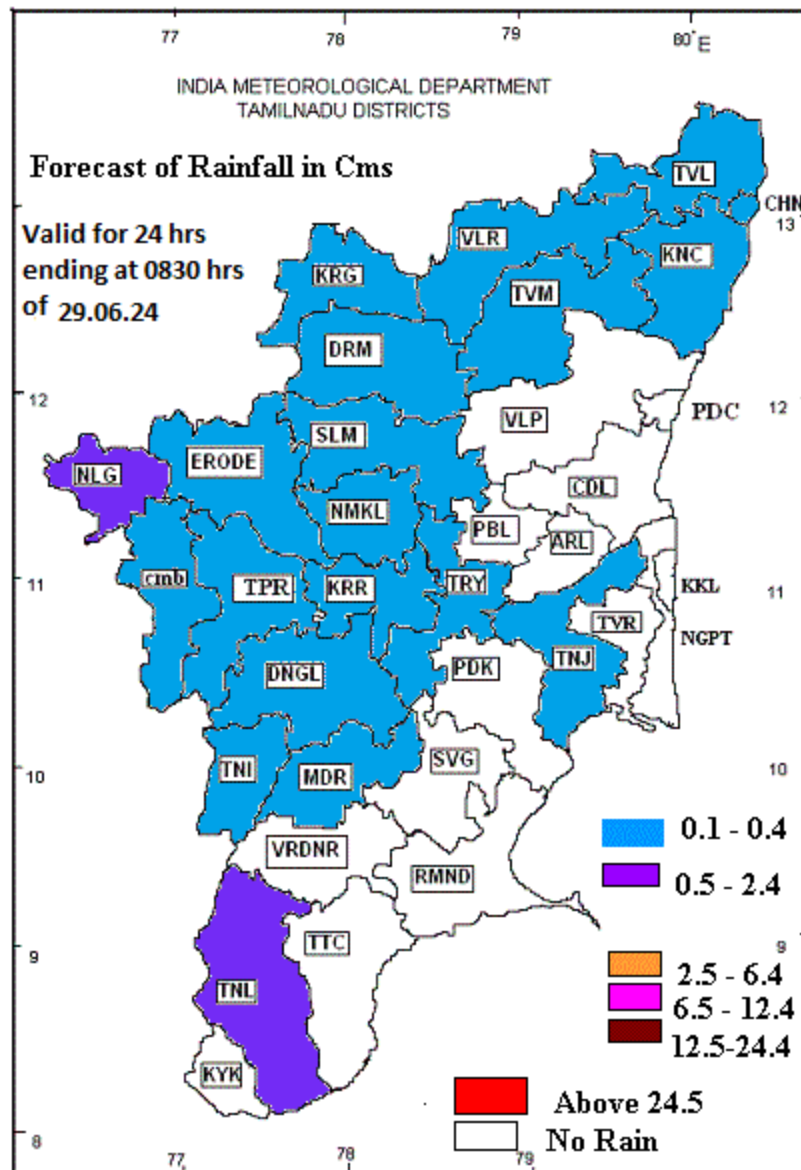 77 78 79 80°E
INDIA METEOROLOGICAL DEPARTMENT
TAMILNADU DISTRICTS
Forecast of Rainfall in Cms
TVL
CHN
13
Valid for 24 hrs
ending at 0830 hrs
of 29.06.24
VLR
KNC
KRG
TVM
DRM
12
12
PDC
VLP
SLM
ERODE
NLG
CDL
NMKL
PBL
ARL
11
cmb
TPR
KRR
TRY
KKL
11
TVR
NGPT
DNGL
PDK
TNJ
10
TNI
MDR
SVG
10
0.1 - 0.4
VRDNR
RMND
0.5 - 2.4
9
TTC
9
2.5 - 6.4
TNL
6.5 - 12.4
12.5-24.4
KYK
Above 24.5
8
No Rain
77 78 79